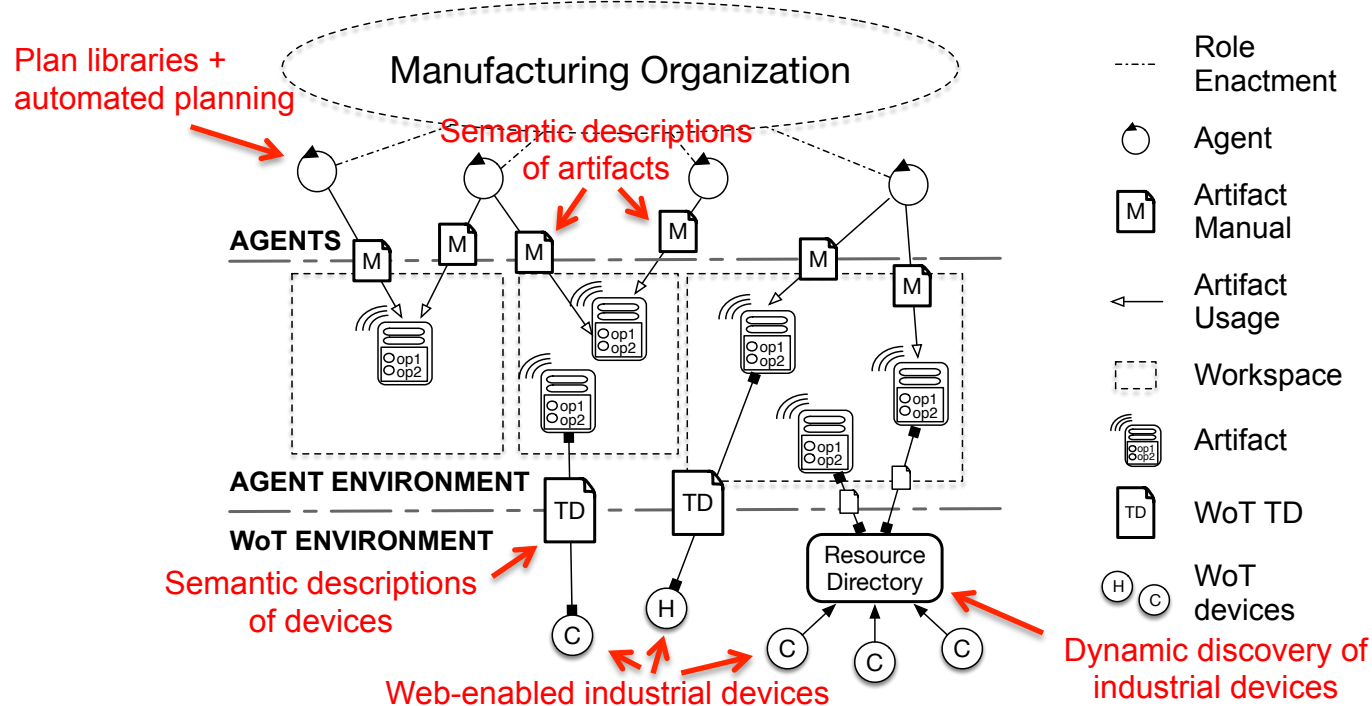 Plan libraries +
automated planning
Manufacturing Organization
Semantic descriptions
of artifacts
AGENTS
M
M
M
M
M
M
op1
op2
op1
op2
op1
op2
op1
op2
op1
op2
op1
op2
AGENT ENVIRONMENT
TD
TD
WoT ENVIRONMENT
Semantic descriptions
of devices
Resource
Directory
H
C
C
C
C
Web-enabled industrial devices
Dynamic discovery of
industrial devices
Role
Enactment
Agent
M
Artifact
Manual
Artifact
Usage
Workspace
op1
op2
Artifact
TD
WoT TD
H
C
WoT
devices